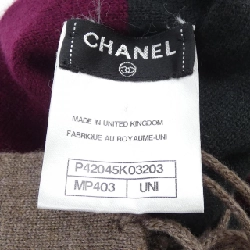 CHANEL
MADE IN UNITED KINGDOM
FABRIQUE AU ROYAUME-UNI
P42045K03203
MP403 UNI